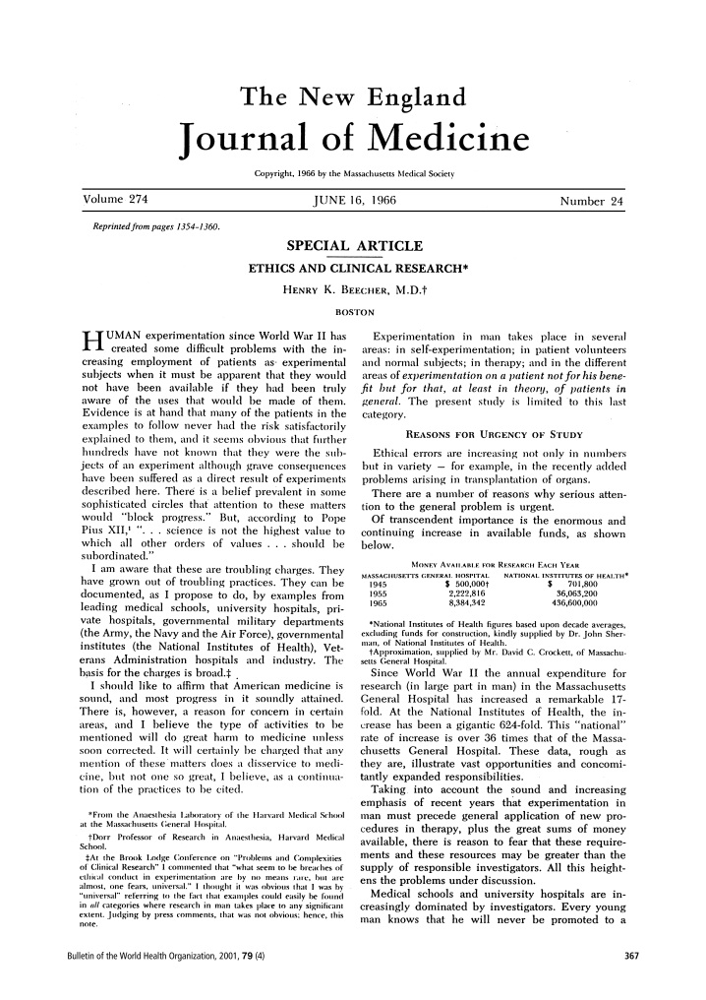 The New England
Journal of Medicine
Copyright, 1966 by the Massachusetts Medical Society
Volume 274 JUNE 16, 1966 Number 24
Reprinted from pages 1354–1360.
SPECIAL ARTICLE
ETHICS AND CLINICAL RESEARCH*
HENRY K. BEECHER, M.D.†
BOSTON
HUMAN experimentation since World War II has
created some difficult problems with the in-
creasing employment of patients as experimental
subjects when it must be apparent that they would
not have been available if they had been truly
aware of the uses that would be made of them.
Evidence is at hand that many of the patients in the
examples to follow never had the risk satisfactorily
explained to them, and it seems obvious that further
hundreds have not known that they were the sub-
jects of an experiment although grave consequences
have been suffered as a direct result of experiments
described here. There is a belief prevalent in some
sophisticated circles that attention to these matters
would "block progress." But, according to Pope
Pius XII,¹ ". . . science is not the highest value to
which all other orders of values . . . should be
subordinated."
I am aware that these are troubling charges. They
have grown out of troubling practices. They can be
documented, as I propose to do, by examples from
leading medical schools, university hospitals, pri-
vate hospitals, governmental military departments
(the Army, the Navy and the Air Force), governmental
institutes (the National Institutes of Health), Vet-
erans Administration hospitals and industry. The
basis for the charges is broad.‡
I should like to affirm that American medicine is
sound, and most progress in it soundly attained.
There is, however, a reason for concern in certain
areas, and I believe the type of activities to be
mentioned will do great harm to medicine unless
soon corrected. It will certainly be charged that any
mention of these matters does a disservice to medi-
cine, but not one so great, I believe, as a continua-
tion of the practices to be cited.
*From the Anaesthesia Laboratory of the Harvard Medical School
at the Massachusetts General Hospital.
†Dorr Professor of Research in Anaesthesia, Harvard Medical
School.
‡At the Brook Lodge Conference on "Problems and Complexities
of Clinical Research" I commented that "what seem to be breaches of
ethical conduct in experimentation are by no means rare, but are
almost, one fears, universal." I thought it was obvious that I was by
"universal" referring to the fact that examples could easily be found
in all categories where research in man takes place to any significant
extent. Judging by press comments, that was not obvious: hence, this
note.
Experimentation in man takes place in several
areas: in self-experimentation; in patient volunteers
and normal subjects; in therapy; and in the different
areas of experimentation on a patient not for his bene-
fit but for that, at least in theory, of patients in
general. The present study is limited to this last
category.
REASONS FOR URGENCY OF STUDY
Ethical errors are increasing not only in numbers
but in variety — for example, in the recently added
problems arising in transplantation of organs.
There are a number of reasons why serious atten-
tion to the general problem is urgent.
Of transcendent importance is the enormous and
continuing increase in available funds, as shown
below.
MONEY AVAILABLE FOR RESEARCH EACH YEAR
MASSACHUSETTS GENERAL HOSPITAL NATIONAL INSTITUTES OF HEALTH*
1945 $ 500,000† $ 701,800
1955 2,222,816 36,063,200
1965 8,384,342 436,600,000
*National Institutes of Health figures based upon decade averages,
excluding funds for construction, kindly supplied by Dr. John Sher-
man, of National Institutes of Health.
†Approximation, supplied by Mr. David C. Crockett, of Massachu-
setts General Hospital.
Since World War II the annual expenditure for
research (in large part in man) in the Massachusetts
General Hospital has increased a remarkable 17-
fold. At the National Institutes of Health, the in-
crease has been a gigantic 624-fold. This "national"
rate of increase is over 36 times that of the Massa-
chusetts General Hospital. These data, rough as
they are, illustrate vast opportunities and concomi-
tantly expanded responsibilities.
Taking into account the sound and increasing
emphasis of recent years that experimentation in
man must precede general application of new pro-
cedures in therapy, plus the great sums of money
available, there is reason to fear that these require-
ments and these resources may be greater than the
supply of responsible investigators. All this height-
ens the problems under discussion.
Medical schools and university hospitals are in-
creasingly dominated by investigators. Every young
man knows that he will never be promoted to a
Bulletin of the World Health Organization, 2001, 79 (4) 367